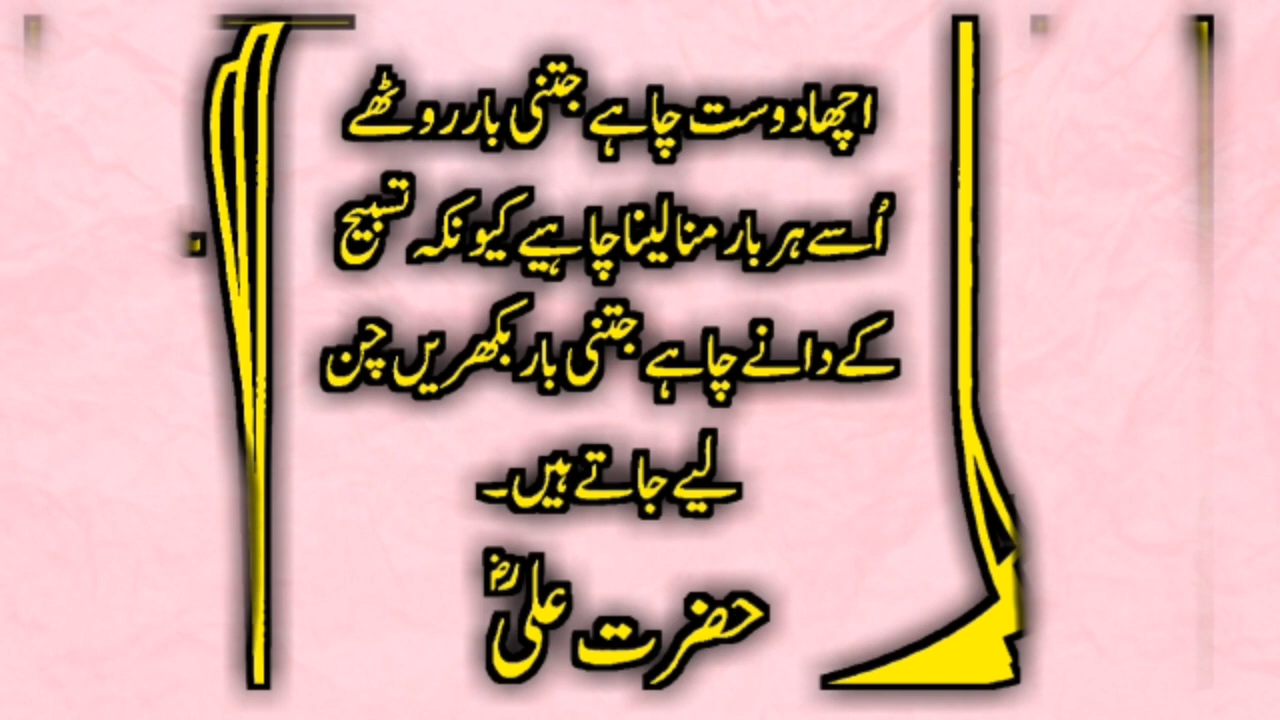 اچھا دوست چاہے جتنی بار روٹھے
اُسے ہر بار منا لینا چاہیے کیونکہ تسبیح
کے دانے چاہے جتنی بار بکھریں چن
لیے جاتے ہیں۔
حضرت علیؓ